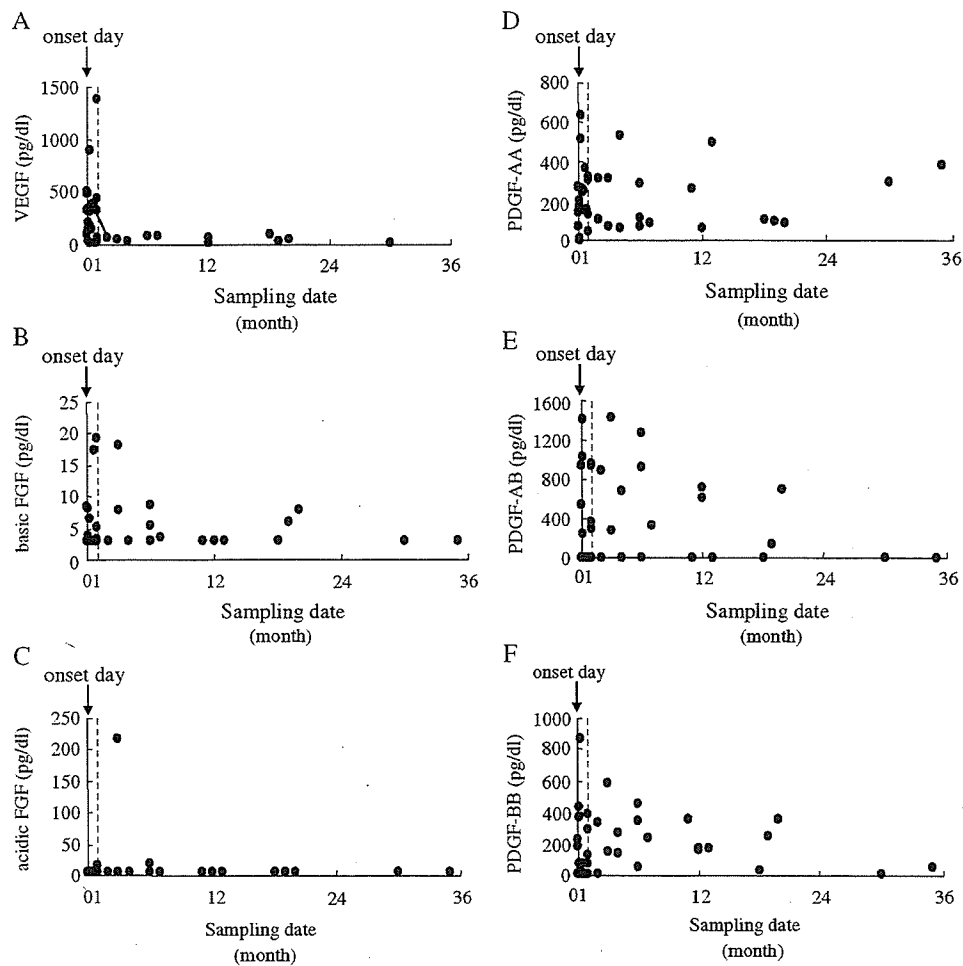 A
onset day
VEGF (pg/dl)
1500
1000
500
0
01 12 24 36
Sampling date
(month)
B
onset day
basic FGF (pg/dl)
25
20
15
10
5
0
01 12 24 36
Sampling date
(month)
C
onset day
acidic FGF (pg/dl)
250
200
150
100
50
0
01 12 24 36
Sampling date
(month)
D
onset day
PDGF-AA (pg/dl)
800
600
400
200
0
01 12 24 36
Sampling date
(month)
E
onset day
PDGF-AB (pg/dl)
1600
1200
800
400
0
01 12 24 36
Sampling date
(month)
F
onset day
PDGF-BB (pg/dl)
1000
800
600
400
200
0
01 12 24 36
Sampling date
(month)